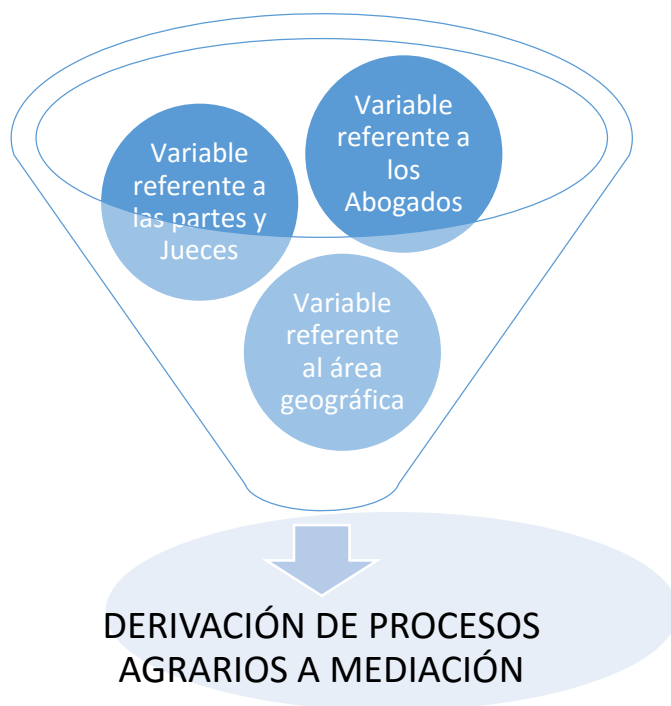 Variable
referente a
las partes y
Jueces
Variable
referente a
los
Abogados
Variable
referente
al área
geográfica
DERIVACIÓN DE PROCESOS
AGRARIOS A MEDIACIÓN